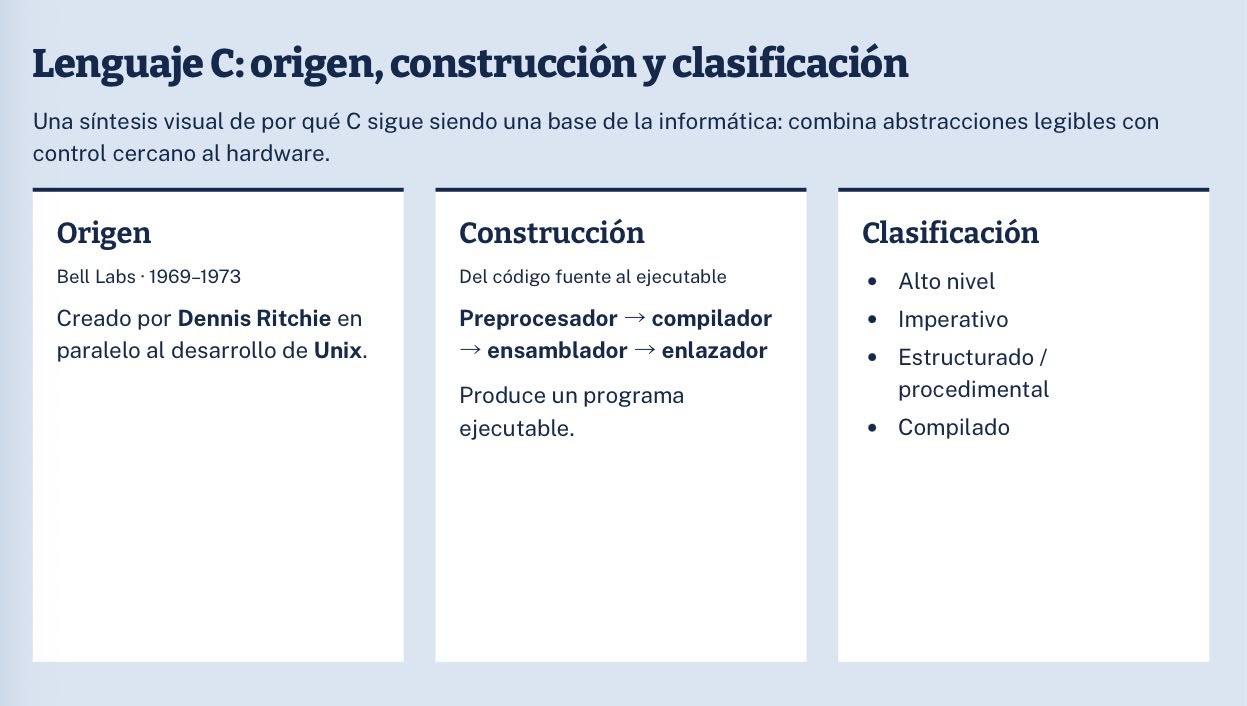 Lenguaje C: origen, construcción y clasificación
Una síntesis visual de por qué C sigue siendo una base de la informática: combina abstracciones legibles con
control cercano al hardware.
Origen
Bell Labs · 1969–1973
Creado por Dennis Ritchie en
paralelo al desarrollo de Unix.
Construcción
Del código fuente al ejecutable
Preprocesador → compilador
→ ensamblador → enlazador
Produce un programa
ejecutable.
Clasificación
• Alto nivel
• Imperativo
• Estructurado /
procedimental
• Compilado